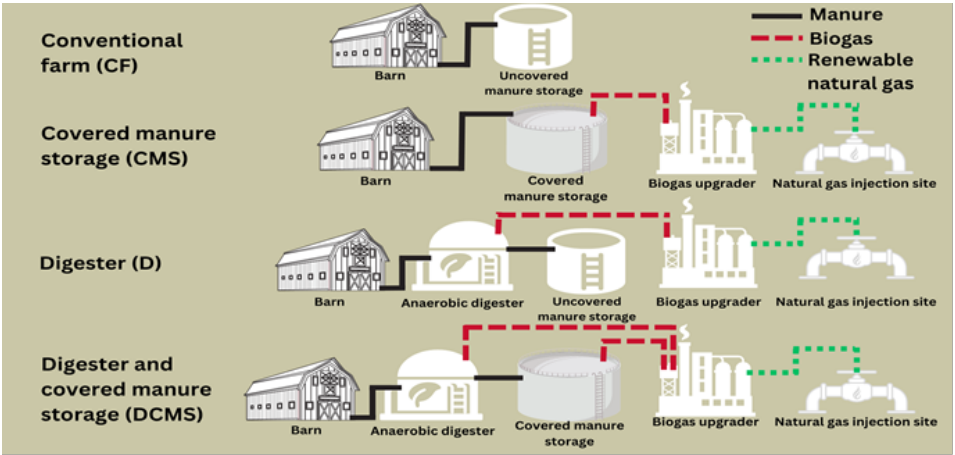 Conventional
farm (CF)
Barn
Uncovered
manure storage
Manure
Biogas
Renewable
natural gas
Covered manure
storage (CMS)
Barn
Covered
manure storage
Biogas upgrader
Natural gas injection site
Digester (D)
Barn
Anaerobic digester
Uncovered
manure storage
Biogas upgrader
Natural gas injection site
Digester and
covered manure
storage (DCMS)
Barn
Anaerobic digester
Covered manure
storage
Biogas upgrader
Natural gas injection site